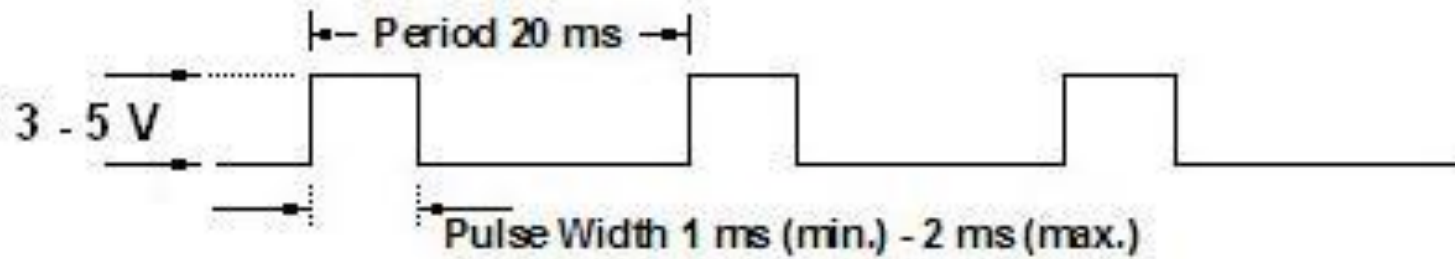 Period 20 ms
3 - 5 V
Pulse Width 1 ms (min.) - 2 ms (max.)